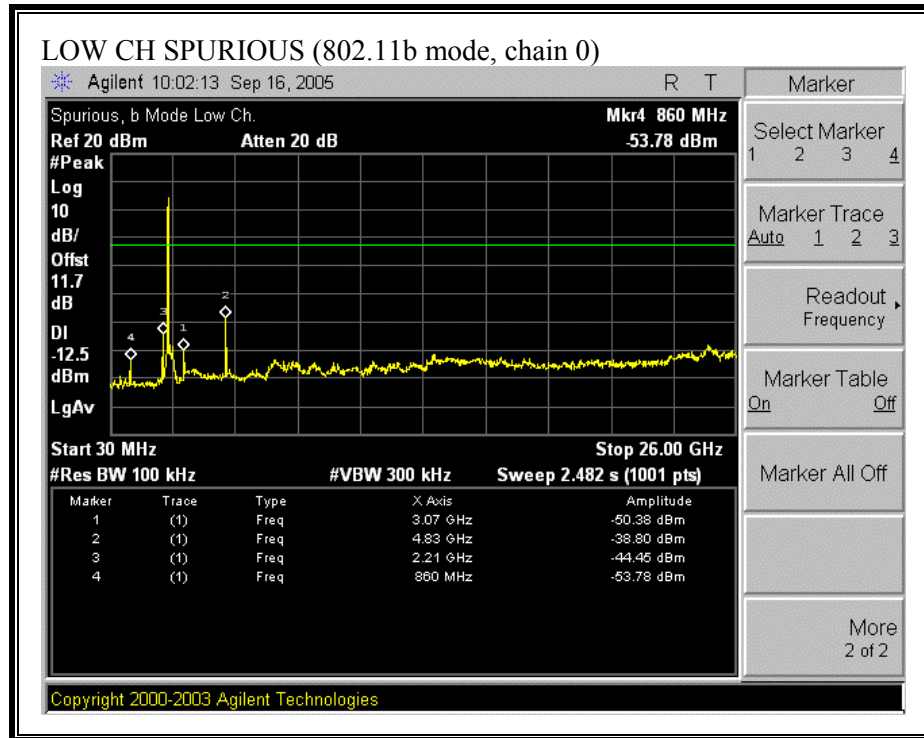 LOW CH SPURIOUS (802.11b mode, chain 0)
Agilent 10:02:13 Sep 16, 2005 R T
Marker
Spurious, b Mode Low Ch. Mkr4 860 MHz
Ref 20 dBm Atten 20 dB -53.78 dBm
#Peak
Log
10
dB/
Offst
11.7
dB
DI
-12.5
dBm
LgAv
4
3
1
2
Start 30 MHz Stop 26.00 GHz
#Res BW 100 kHz #VBW 300 kHz Sweep 2.482 s (1001 pts)
Marker Trace Type X Axis Amplitude
1 (1) Freq 3.07 GHz -50.38 dBm
2 (1) Freq 4.83 GHz -38.80 dBm
3 (1) Freq 2.21 GHz -44.45 dBm
4 (1) Freq 860 MHz -53.78 dBm
Select Marker
1 2 3 4
Marker Trace
Auto 1 2 3
Readout
Frequency
Marker Table
On Off
Marker All Off
More
2 of 2
Copyright 2000-2003 Agilent Technologies